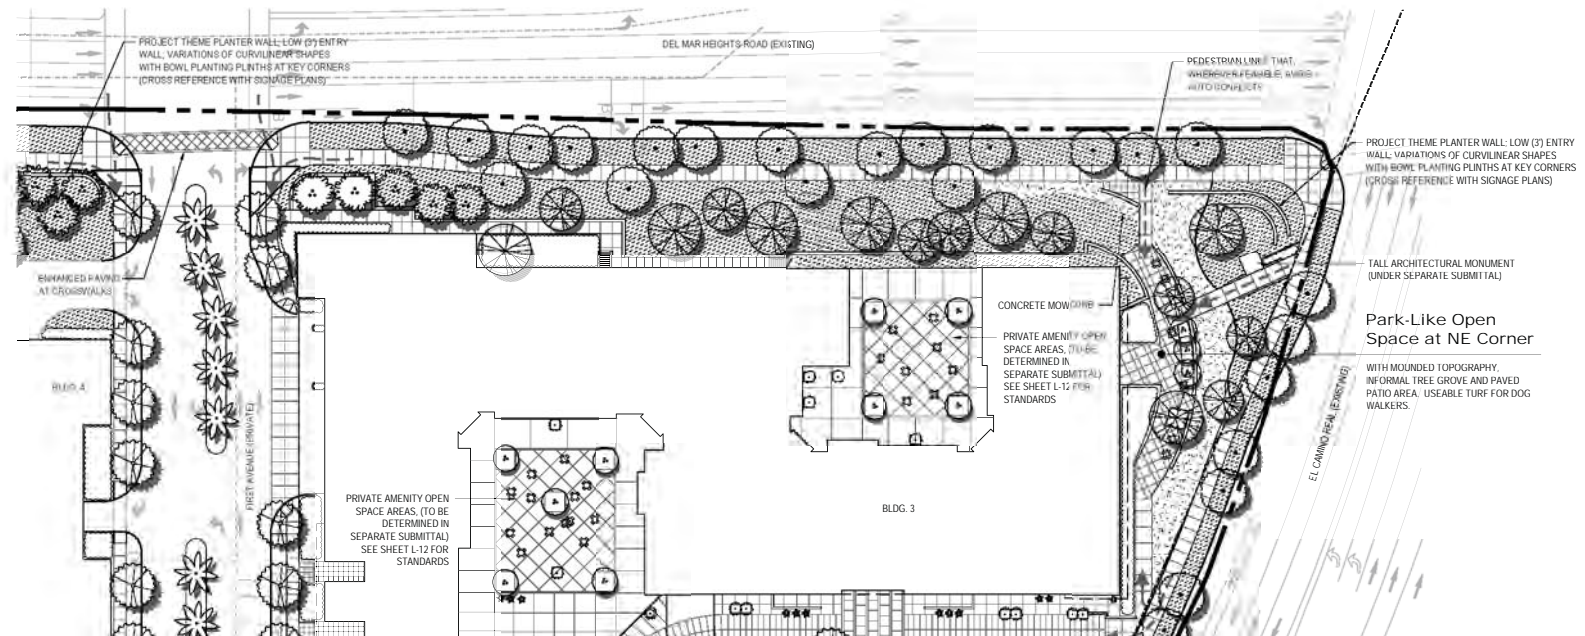 PROJECT THEME PLANTER WALL; LOW (3') ENTRY
WALL; VARIATIONS OF CURVILINEAR SHAPES
WITH BOWL PLANTING PLINTHS AT KEY CORNERS
(CROSS REFERENCE WITH SIGNAGE PLANS)
DEL MAR HEIGHTS ROAD (EXISTING)
PEDESTRIAN LINKS THAT,
WHEREVER FEASIBLE, AVOID
AUTO CONFLICTS
PROJECT THEME PLANTER WALL; LOW (3') ENTRY
WALL; VARIATIONS OF CURVILINEAR SHAPES
WITH BOWL PLANTING PLINTHS AT KEY CORNERS
(CROSS REFERENCE WITH SIGNAGE PLANS)
ENHANCED PAVING
AT CROSSWALKS
TALL ARCHITECTURAL MONUMENT
(UNDER SEPARATE SUBMITTAL)
CONCRETE MOW CURB
Park-Like Open
Space at NE Corner
WITH MOUNDED TOPOGRAPHY,
INFORMAL TREE GROVE AND PAVED
PATIO AREA. USEABLE TURF FOR DOG
WALKERS.
PRIVATE AMENITY OPEN
SPACE AREAS, (TO BE
DETERMINED IN
SEPARATE SUBMITTAL)
SEE SHEET L-12 FOR
STANDARDS
BLDG. 4
FIRST AVENUE (PRIVATE)
EL CAMINO REAL (EXISTING)
PRIVATE AMENITY OPEN
SPACE AREAS, (TO BE
DETERMINED IN
SEPARATE SUBMITTAL)
SEE SHEET L-12 FOR
STANDARDS
BLDG. 3